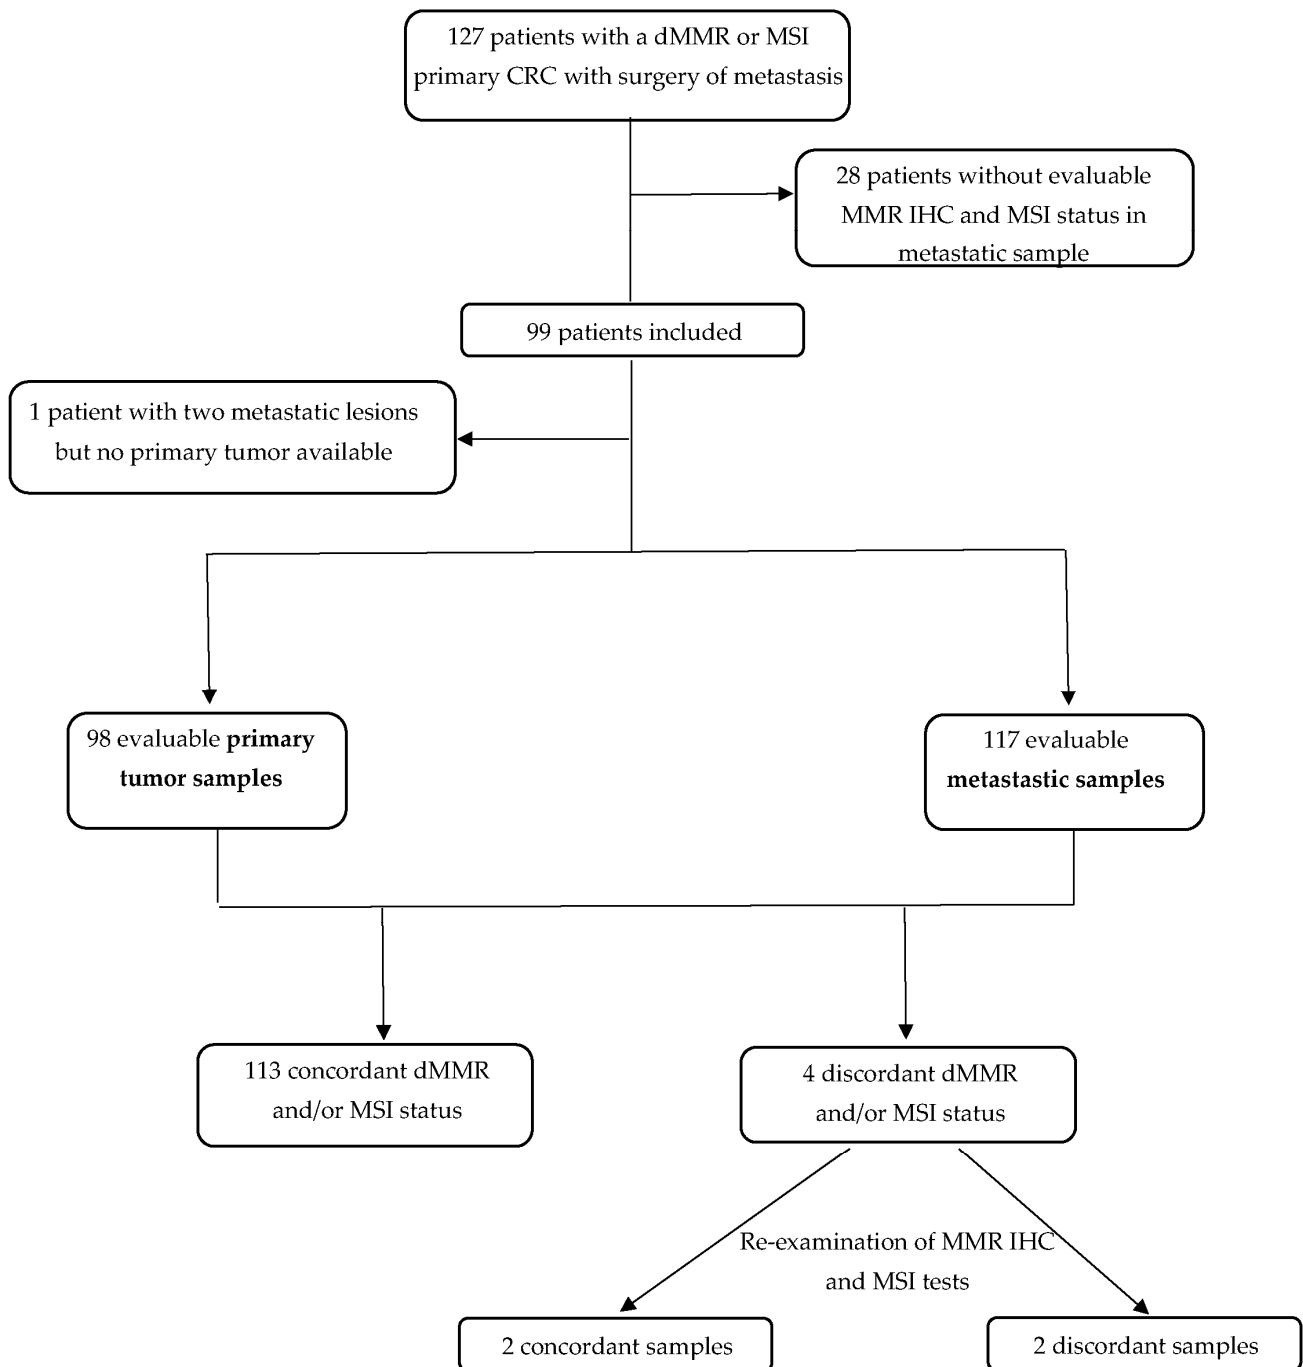 127 patients with a dMMR or MSI
primary CRC with surgery of metastasis
28 patients without evaluable
MMR IHC and MSI status in
metastatic sample
99 patients included
1 patient with two metastatic lesions
but no primary tumor available
98 evaluable primary
tumor samples
117 evaluable
metastastic samples
113 concordant dMMR
and/or MSI status
4 discordant dMMR
and/or MSI status
Re-examination of MMR IHC
and MSI tests
2 concordant samples
2 discordant samples